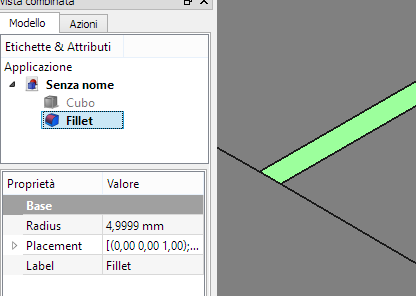 Vista combinata
Modello Azioni
Etichette & Attributi
Applicazione
Senza nome
Cubo
Fillet
Proprietà Valore
Base
Radius 4,9999 mm
Placement [(0,00 0,00 1,00);...
Label Fillet